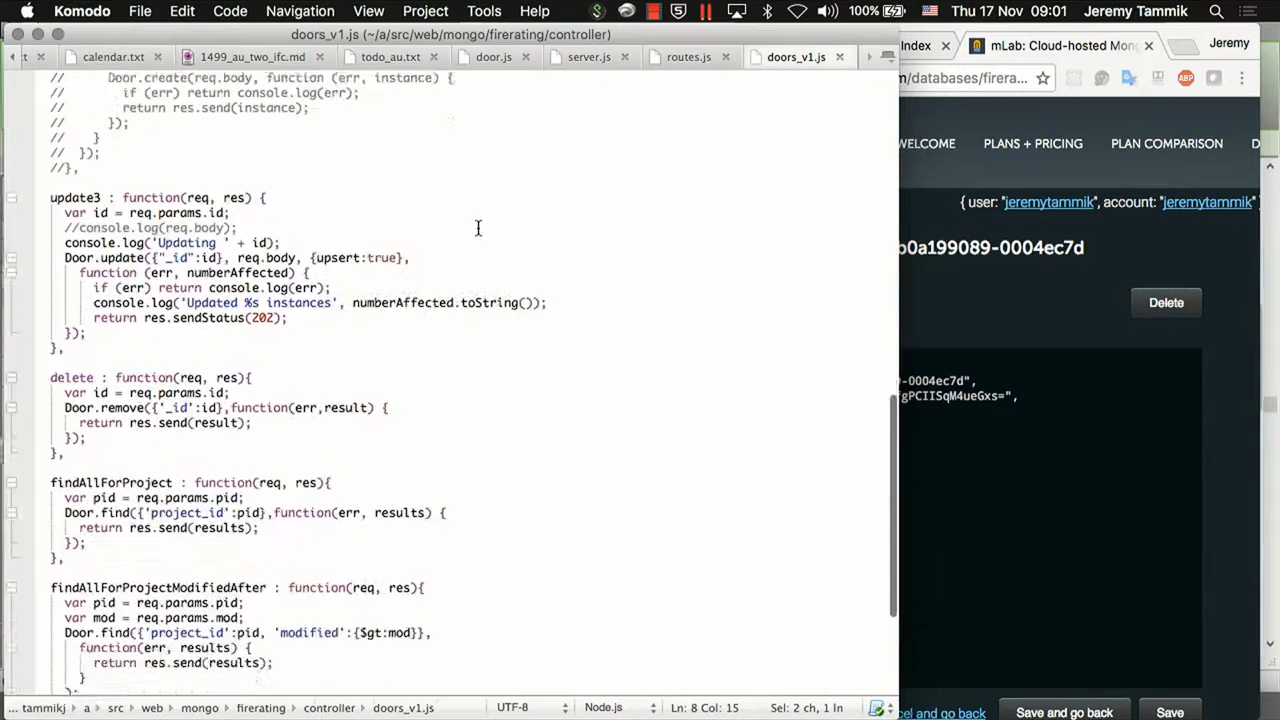 Komodo File Edit Code Navigation View Project Tools Help 100% Thu 17 Nov 09:01 Jeremy Tammik
doors_v1.js (~/a/src/web/mongo/firerating/controller)
calendar.txt 1499_au_two_ifc.md todo_au.txt door.js server.js routes.js doors_v1.js
Index mLab: Cloud-hosted Mon Jeremy
m/databases/firera
//      Door.create(req.body, function (err, instance) {
//        if (err) return console.log(err);
//        return res.send(instance);
//      });
//    }
//  });
//},
update3 : function(req, res) {
  var id = req.params.id;
  //console.log(req.body);
  console.log('Updating ' + id);
  Door.update({"_id":id}, req.body, {upsert:true},
    function (err, numberAffected) {
      if (err) return console.log(err);
      console.log('Updated %s instances', numberAffected.toString());
      return res.sendStatus(202);
  });
},
delete : function(req, res){
  var id = req.params.id;
  Door.remove({'_id':id},function(err,result) {
    return res.send(result);
  });
},
findAllForProject : function(req, res){
  var pid = req.params.pid;
  Door.find({'project_id':pid},function(err, results) {
    return res.send(results);
  });
},
findAllForProjectModifiedAfter : function(req, res){
  var pid = req.params.pid;
  var mod = req.params.mod;
  Door.find({'project_id':pid, 'modified':{$gt:mod}},
    function(err, results) {
      return res.send(results);
    }
tammikj a src web mongo firerating controller doors_v1.js UTF-8 Node.js Ln: 8 Col: 15 Sel: 2 ch, 1 ln
WELCOME PLANS + PRICING PLAN COMPARISON D
{ user: "jeremytammik", account: "jeremytammik"
b0a199089-0004ec7d
Delete
-0004ec7d",
fgPCIISqM4ueGxs=",
cel and go back Save and go back Save